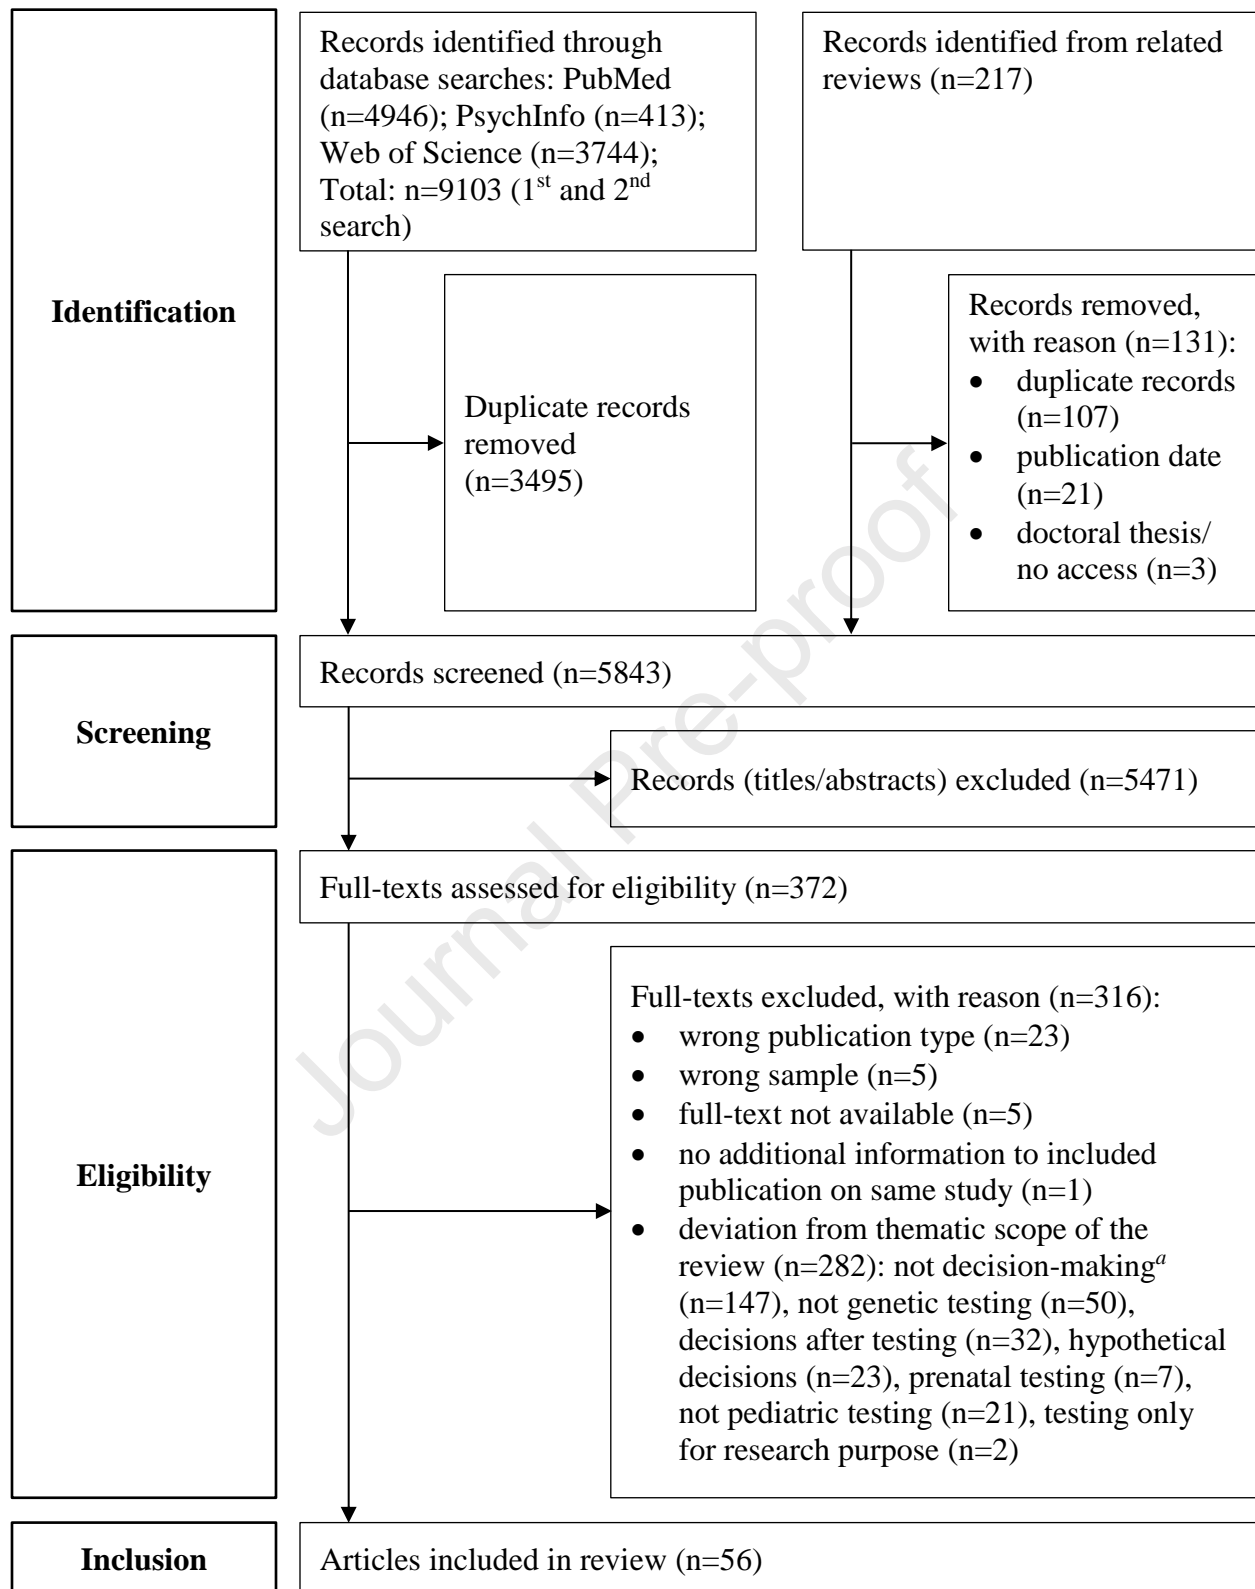 Records identified through
database searches: PubMed
(n=4946); PsychInfo (n=413);
Web of Science (n=3744);
Total: n=9103 (1st and 2nd
search)
Records identified from related
reviews (n=217)
Identification
Duplicate records
removed
(n=3495)
Records removed,
with reason (n=131):
• duplicate records
(n=107)
• publication date
(n=21)
• doctoral thesis/
no access (n=3)
Screening
Records screened (n=5843)
Records (titles/abstracts) excluded (n=5471)
Eligibility
Full-texts assessed for eligibility (n=372)
Full-texts excluded, with reason (n=316):
• wrong publication type (n=23)
• wrong sample (n=5)
• full-text not available (n=5)
• no additional information to included
publication on same study (n=1)
• deviation from thematic scope of the
review (n=282): not decision-makinga
(n=147), not genetic testing (n=50),
decisions after testing (n=32), hypothetical
decisions (n=23), prenatal testing (n=7),
not pediatric testing (n=21), testing only
for research purpose (n=2)
Inclusion
Articles included in review (n=56)
Journal Pre-proof